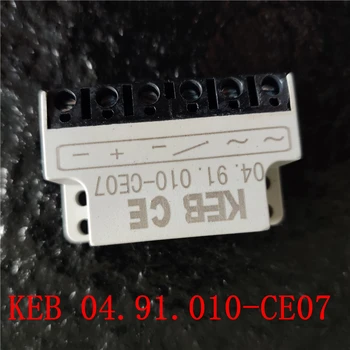 KEB CE
04.91.010-CE07
~ ~ - + -
KEB 04.91.010-CE07